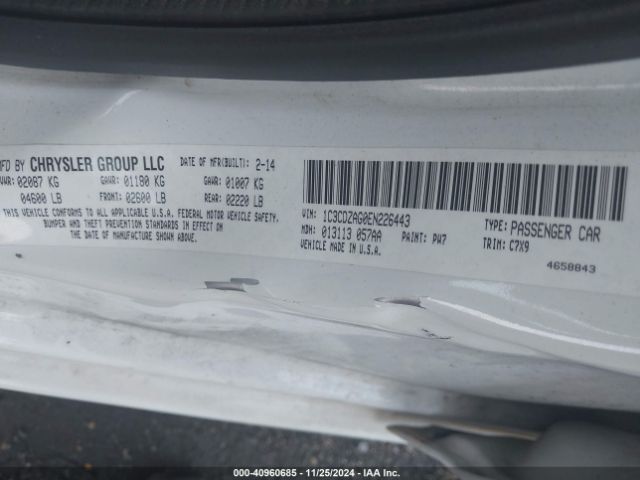 MFD BY CHRYSLER GROUP LLC DATE OF MFR(BUILT): 2-14
GVWR: 02087 KG GAWR: 01180 KG GAWR: 01007 KG
04600 LB FRONT: 02600 LB REAR: 02220 LB
THIS VEHICLE CONFORMS TO ALL APPLICABLE U.S.A. FEDERAL MOTOR VEHICLE SAFETY,
BUMPER AND THEFT PREVENTION STANDARDS IN EFFECT ON
THE DATE OF MANUFACTURE SHOWN ABOVE.
VIN: 1C3CDZAG0EN226443 TYPE: PASSENGER CAR
MDH: 013113 057AA PAINT: PW7 TRIM: C7X9
VEHICLE MADE IN U.S.A.
4658843
000-40960685 - 11/25/2024 - IAA Inc.